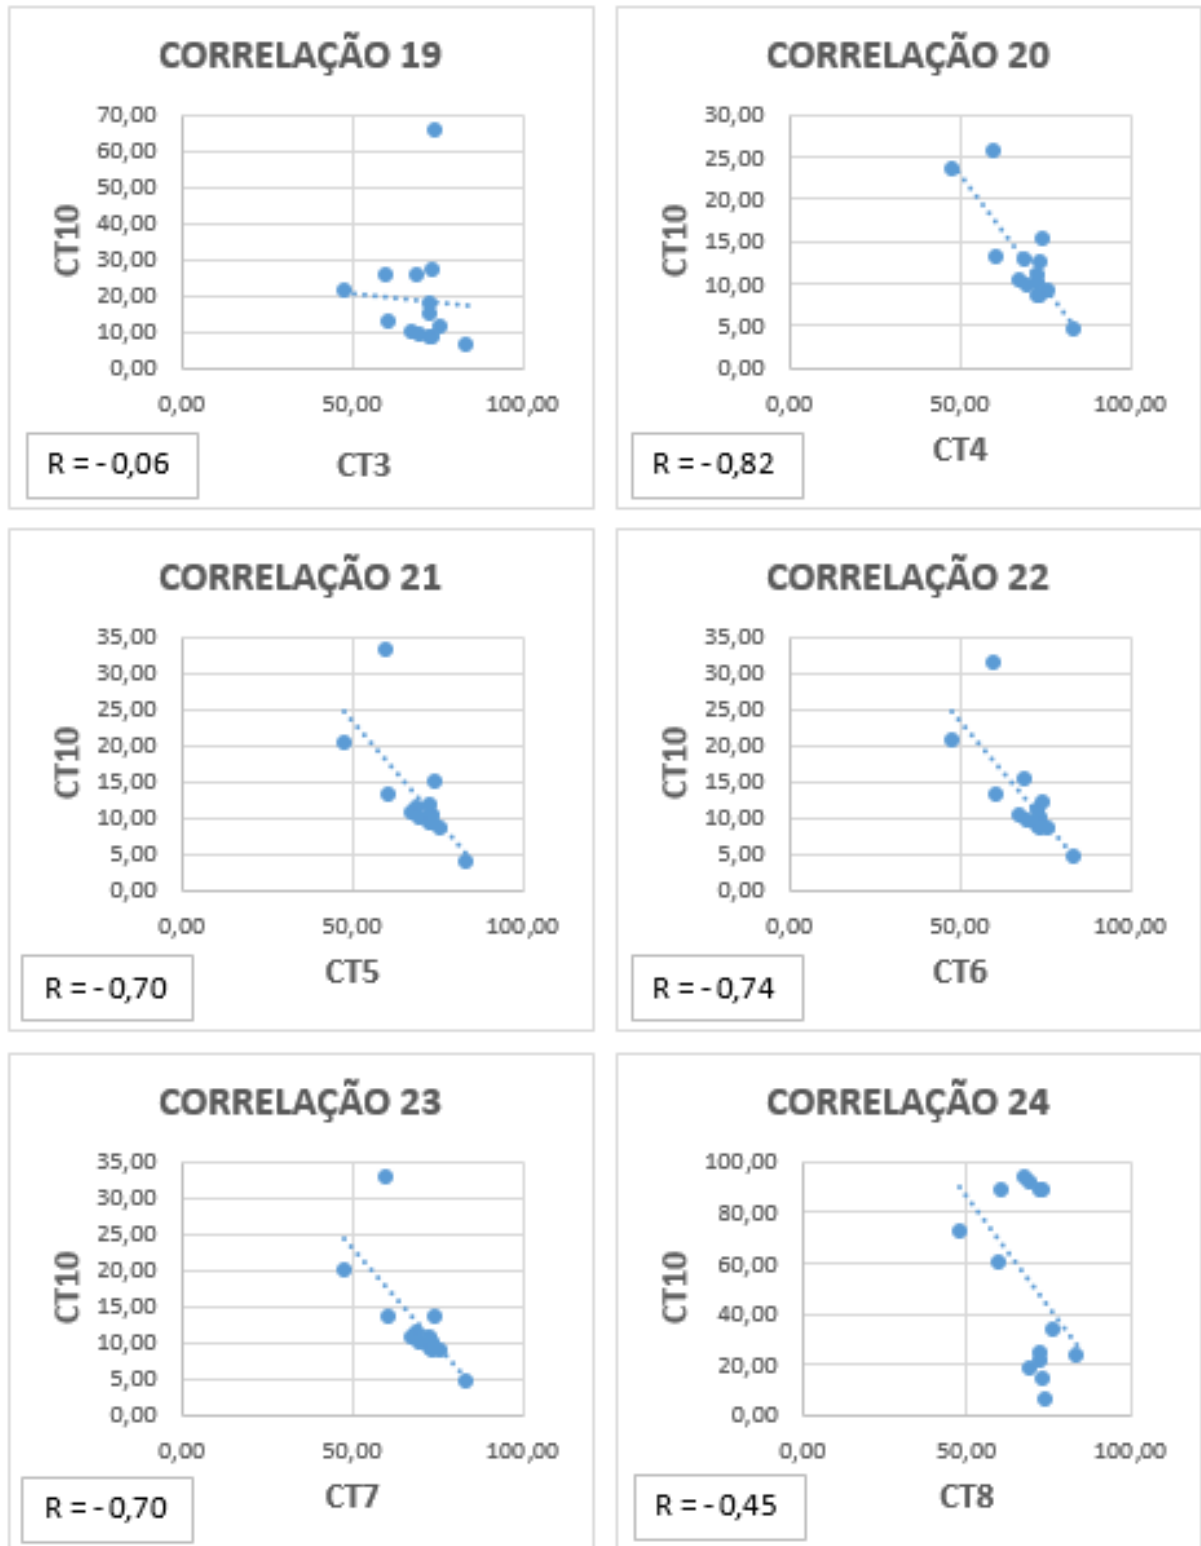 CORRELAÇÃO 19
70,00
60,00
50,00
40,00
30,00
20,00
10,00
0,00
CT10
0,00 50,00 100,00
R = - 0,06
CT3
CORRELAÇÃO 20
30,00
25,00
20,00
15,00
10,00
5,00
0,00
CT10
0,00 50,00 100,00
R = - 0,82
CT4
CORRELAÇÃO 21
35,00
30,00
25,00
20,00
15,00
10,00
5,00
0,00
CT10
0,00 50,00 100,00
R = - 0,70
CT5
CORRELAÇÃO 22
35,00
30,00
25,00
20,00
15,00
10,00
5,00
0,00
CT10
0,00 50,00 100,00
R = - 0,74
CT6
CORRELAÇÃO 23
35,00
30,00
25,00
20,00
15,00
10,00
5,00
0,00
CT10
0,00 50,00 100,00
R = - 0,70
CT7
CORRELAÇÃO 24
100,00
80,00
60,00
40,00
20,00
0,00
CT10
0,00 50,00 100,00
R = - 0,45
CT8